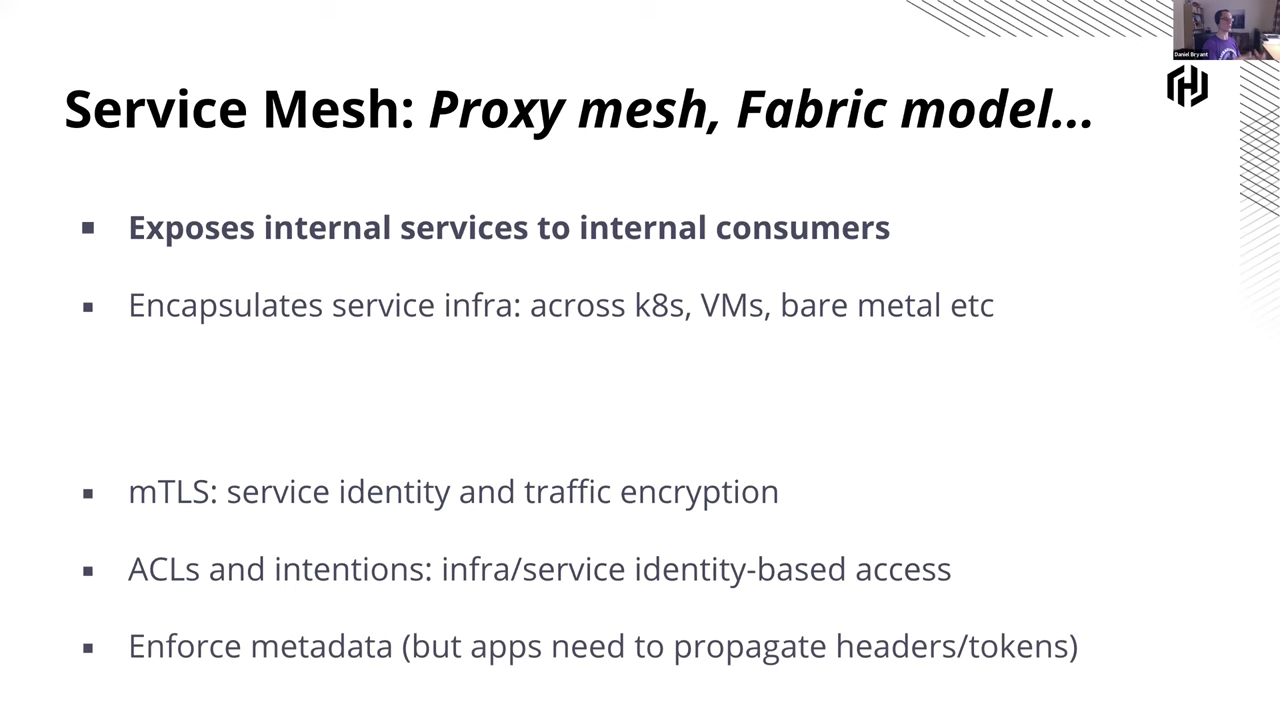 Daniel Bryant
Service Mesh: Proxy mesh, Fabric model...
▪ Exposes internal services to internal consumers
▪ Encapsulates service infra: across k8s, VMs, bare metal etc
▪ mTLS: service identity and traffic encryption
▪ ACLs and intentions: infra/service identity-based access
▪ Enforce metadata (but apps need to propagate headers/tokens)